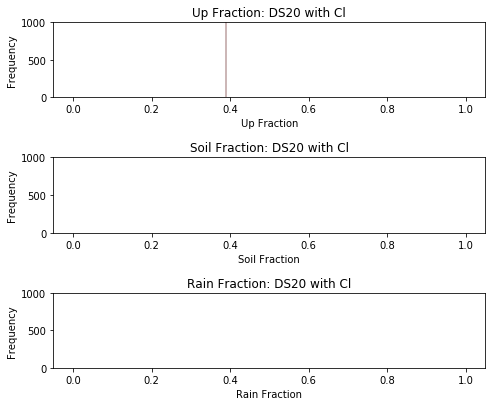 Up Fraction: DS20 with Cl
1000
500
0
Frequency
0.0 0.2 0.4 0.6 0.8 1.0
Up Fraction
Soil Fraction: DS20 with Cl
1000
500
0
Frequency
0.0 0.2 0.4 0.6 0.8 1.0
Soil Fraction
Rain Fraction: DS20 with Cl
1000
500
0
Frequency
0.0 0.2 0.4 0.6 0.8 1.0
Rain Fraction